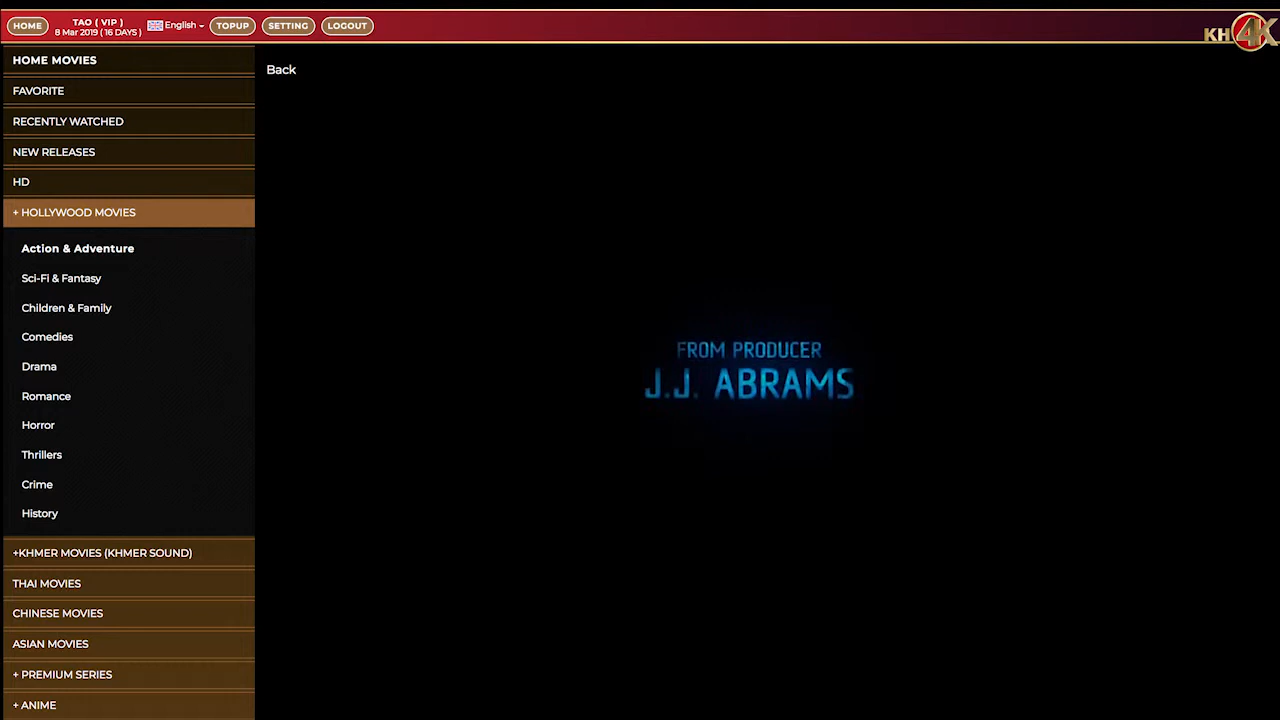 HOME
TAO ( VIP )
8 Mar 2019 ( 16 DAYS )
English
TOPUP
SETTING
LOGOUT
KH 4K
HOME MOVIES
FAVORITE
RECENTLY WATCHED
NEW RELEASES
HD
+ HOLLYWOOD MOVIES
Action & Adventure
Sci-Fi & Fantasy
Children & Family
Comedies
Drama
Romance
Horror
Thrillers
Crime
History
+KHMER MOVIES (KHMER SOUND)
THAI MOVIES
CHINESE MOVIES
ASIAN MOVIES
+ PREMIUM SERIES
+ ANIME
Back
FROM PRODUCER
J.J. ABRAMS